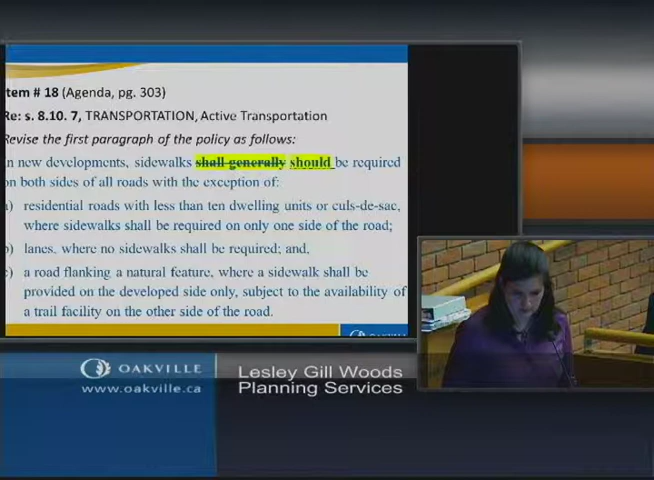 tem # 18 (Agenda, pg. 303)
Re: s. 8.10. 7, TRANSPORTATION, Active Transportation
Revise the first paragraph of the policy as follows:
n new developments, sidewalks shall generally should be required
on both sides of all roads with the exception of:
) residential roads with less than ten dwelling units or culs-de-sac,
where sidewalks shall be required on only one side of the road;
) lanes, where no sidewalks shall be required; and,
) a road flanking a natural feature, where a sidewalk shall be
provided on the developed side only, subject to the availability of
a trail facility on the other side of the road.
OAKVILLE
OAKVILLE
www.oakville.ca
Lesley Gill Woods
Planning Services